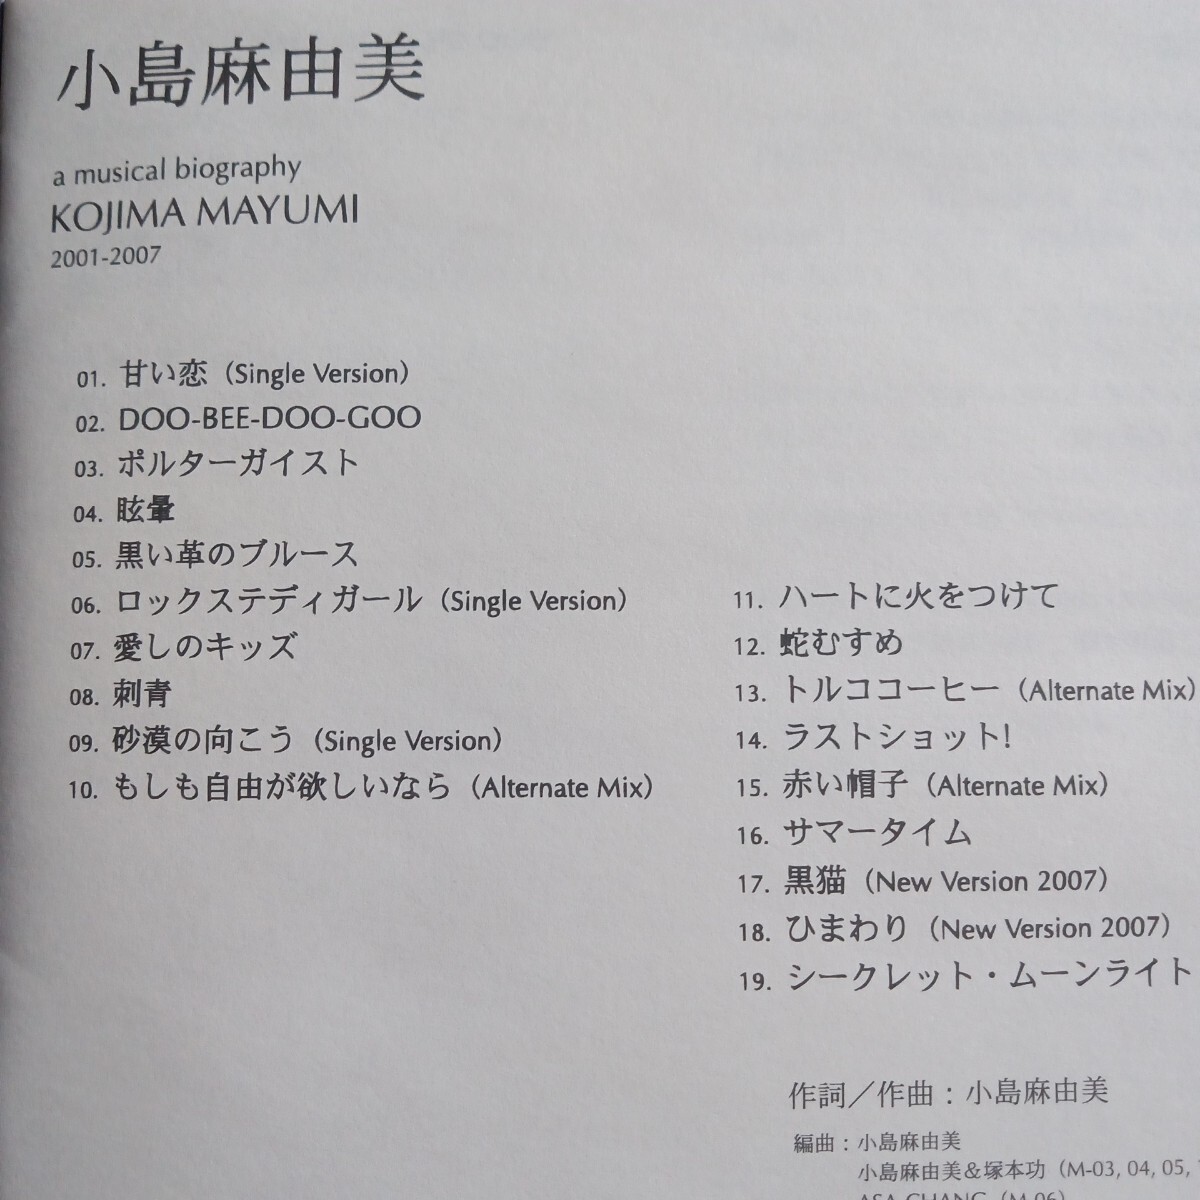 小島麻由美
a musical biography
KOJIMA MAYUMI
2001-2007
01. 甘い恋（Single Version）
02. DOO-BEE-DOO-GOO
03. ポルターガイスト
04. 眩暈
05. 黒い革のブルース
06. ロックステディガール（Single Version）
07. 愛しのキッズ
08. 刺青
09. 砂漠の向こう（Single Version）
10. もしも自由が欲しいなら（Alternate Mix）
11. ハートに火をつけて
12. 蛇むすめ
13. トルココーヒー（Alternate Mix）
14. ラストショット!
15. 赤い帽子（Alternate Mix）
16. サマータイム
17. 黒猫（New Version 2007）
18. ひまわり（New Version 2007）
19. シークレット・ムーンライト
作詞／作曲：小島麻由美
編曲：小島麻由美
小島麻由美＆塚本功（M-03, 04, 05,
ASA-CHANG（M-06）